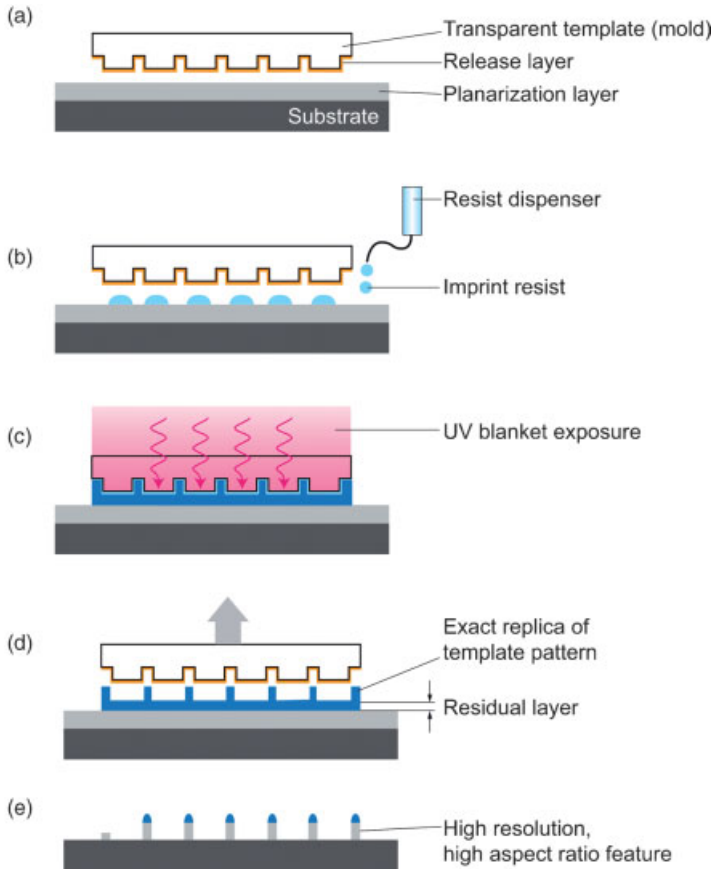 (a)
Transparent template (mold)
Release layer
Planarization layer
Substrate
(b)
Resist dispenser
Imprint resist
(c)
UV blanket exposure
(d)
Exact replica of
template pattern
Residual layer
(e)
High resolution,
high aspect ratio feature